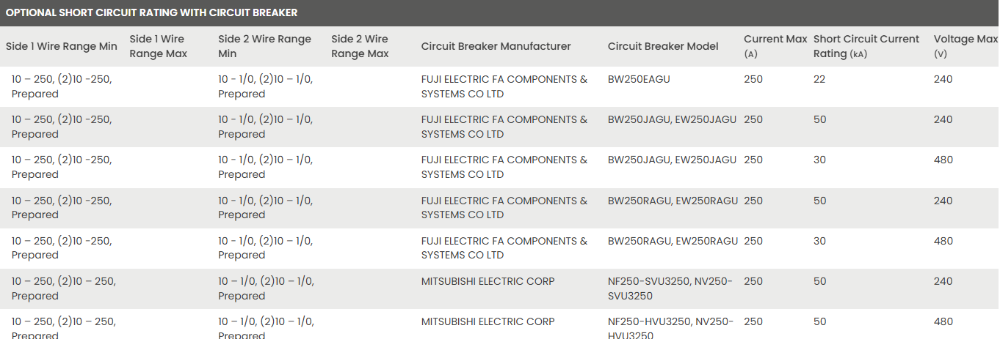 OPTIONAL SHORT CIRCUIT RATING WITH CIRCUIT BREAKER
Side 1 Wire Range Min Side 1 Wire Range Max Side 2 Wire Range Min Side 2 Wire Range Max Circuit Breaker Manufacturer Circuit Breaker Model Current Max (A) Short Circuit Current Rating (kA) Voltage Max (V)
10 – 250, (2)10 -250, Prepared 10 - 1/0, (2)10 – 1/0, Prepared FUJI ELECTRIC FA COMPONENTS & SYSTEMS CO LTD BW250EAGU 250 22 240
10 – 250, (2)10 -250, Prepared 10 - 1/0, (2)10 – 1/0, Prepared FUJI ELECTRIC FA COMPONENTS & SYSTEMS CO LTD BW250JAGU, EW250JAGU 250 50 240
10 – 250, (2)10 -250, Prepared 10 - 1/0, (2)10 – 1/0, Prepared FUJI ELECTRIC FA COMPONENTS & SYSTEMS CO LTD BW250JAGU, EW250JAGU 250 30 480
10 – 250, (2)10 -250, Prepared 10 - 1/0, (2)10 – 1/0, Prepared FUJI ELECTRIC FA COMPONENTS & SYSTEMS CO LTD BW250RAGU, EW250RAGU 250 50 240
10 – 250, (2)10 -250, Prepared 10 - 1/0, (2)10 – 1/0, Prepared FUJI ELECTRIC FA COMPONENTS & SYSTEMS CO LTD BW250RAGU, EW250RAGU 250 30 480
10 – 250, (2)10 – 250, Prepared 10 – 1/0, (2)10 – 1/0, Prepared MITSUBISHI ELECTRIC CORP NF250-SVU3250, NV250-SVU3250 250 50 240
10 – 250, (2)10 – 250, Prepared 10 – 1/0, (2)10 – 1/0, Prepared MITSUBISHI ELECTRIC CORP NF250-HVU3250, NV250-HVU3250 250 50 480